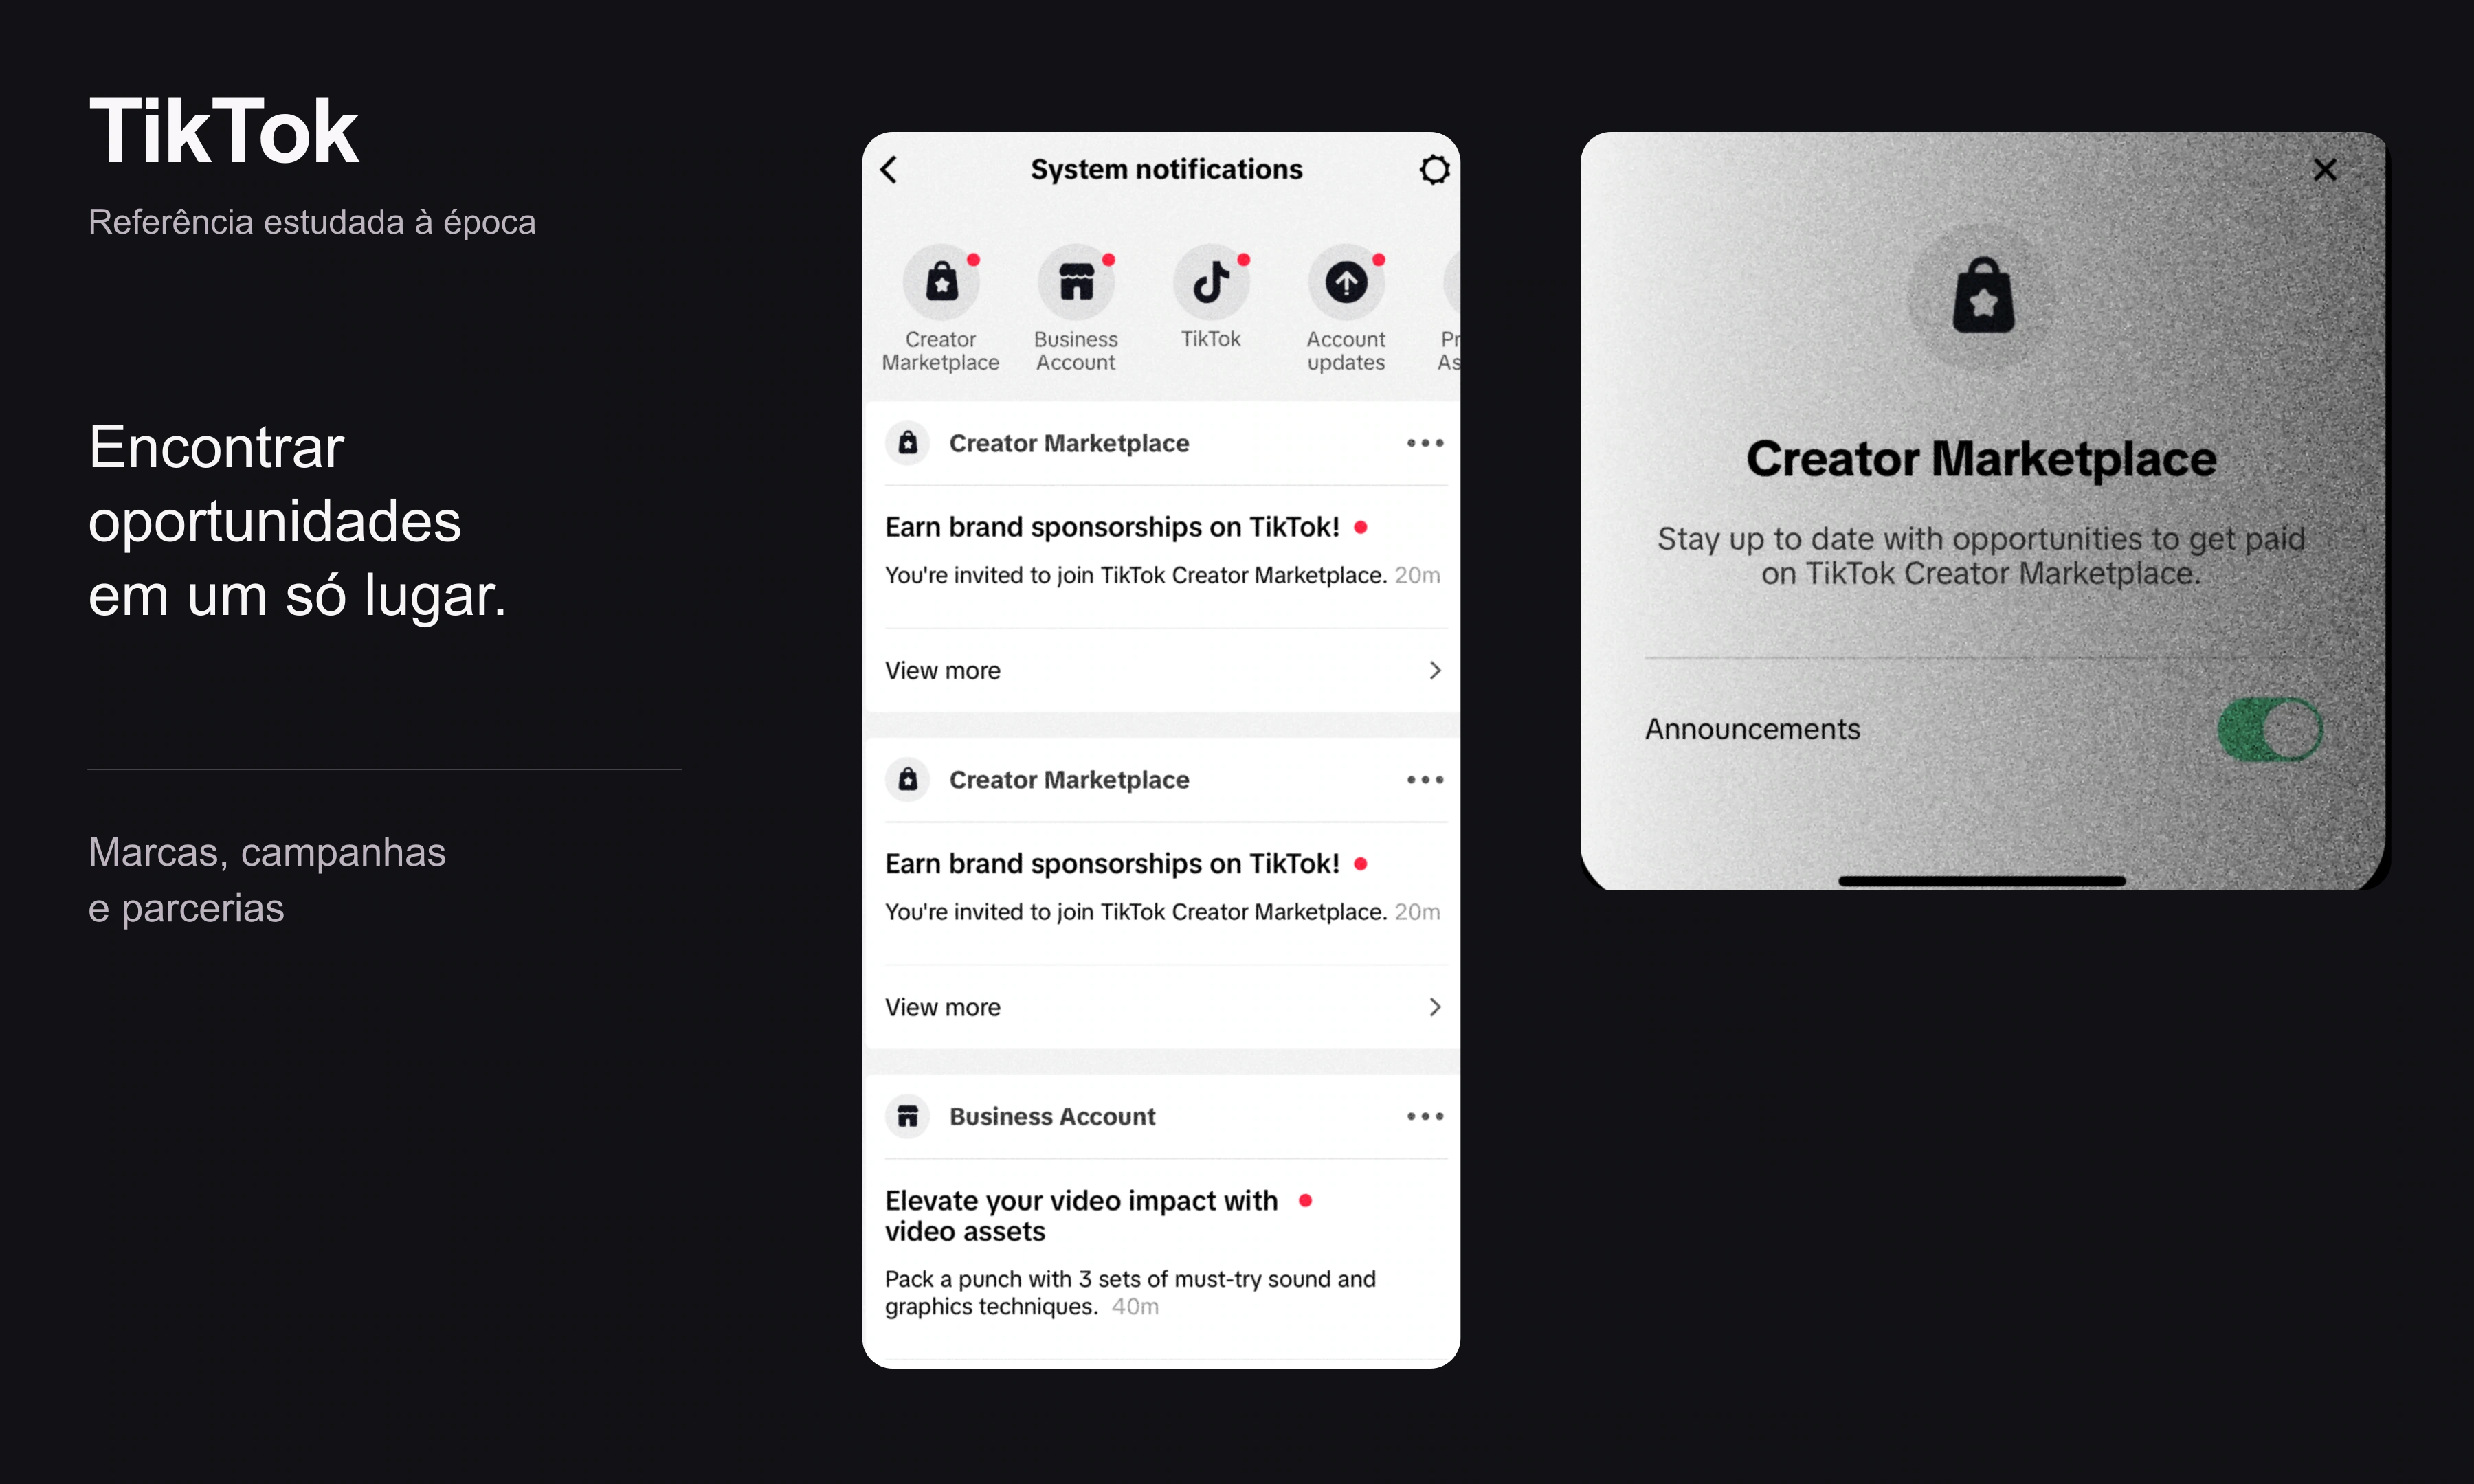 TikTok
Referência estudada à época
Encontrar
oportunidades
em um só lugar.
Marcas, campanhas
e parcerias
System notifications
Creator
Marketplace
Business
Account
TikTok
Account
updates
Pr
As
Creator Marketplace
Earn brand sponsorships on TikTok!
You're invited to join TikTok Creator Marketplace. 20m
View more
Creator Marketplace
Earn brand sponsorships on TikTok!
You're invited to join TikTok Creator Marketplace. 20m
View more
Business Account
Elevate your video impact with
video assets
Pack a punch with 3 sets of must-try sound and
graphics techniques. 40m
Creator Marketplace
Stay up to date with opportunities to get paid
on TikTok Creator Marketplace.
Announcements